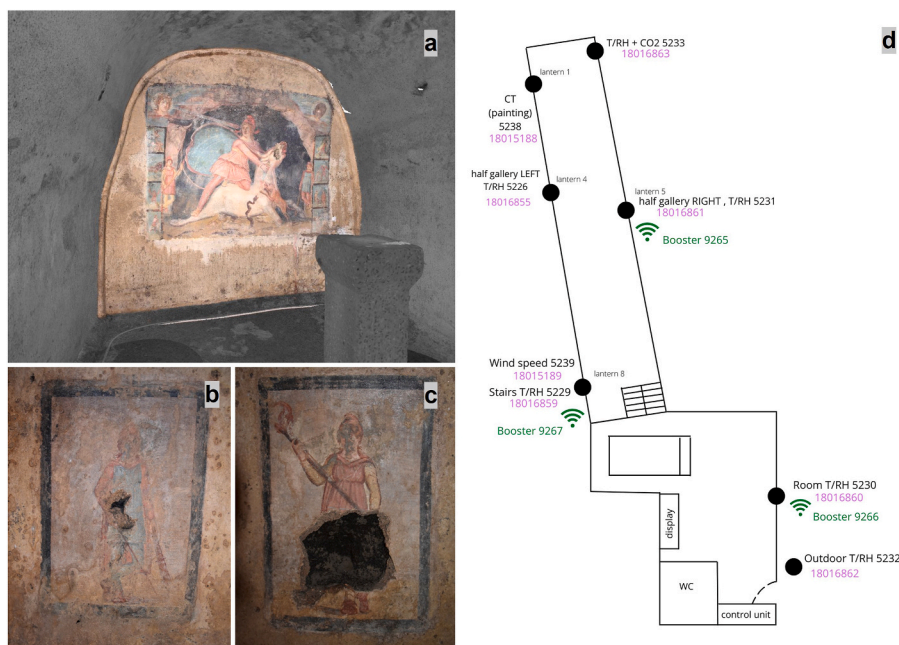 a
b
c
d
T/RH + CO2 5233
18016863
lantern 1
CT
(painting)
5238
18015188
half gallery LEFT
T/RH 5226
18016855
lantern 4
lantern 5
half gallery RIGHT , T/RH 5231
18016861
Booster 9265
Wind speed 5239
18015189
lantern 8
Stairs T/RH 5229
18016859
Booster 9267
Room T/RH 5230
18016860
Booster 9266
display
Outdoor T/RH 5232
18016862
WC
control unit